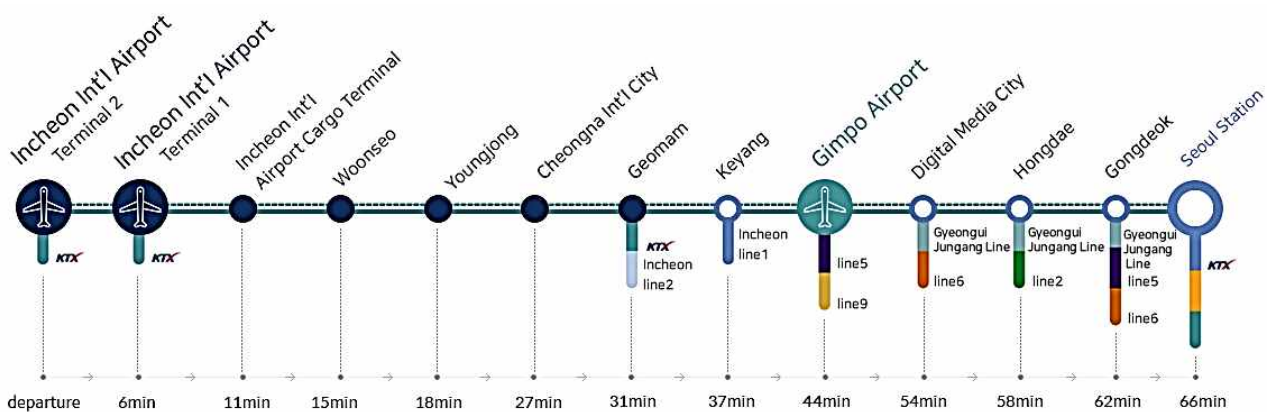 Incheon Int'l Airport
Terminal 2
Incheon Int'l Airport
Terminal 1
Incheon Int'l
Airport Cargo Terminal
Woonseo
Youngjong
Cheongna Int'l City
Geomam
Keyang
Gimpo Airport
Digital Media City
Hongdae
Gongdeok
Seoul Station
KTX
KTX
KTX
Incheon
line2
Incheon
line1
line5
line9
Gyeongui
Jungang Line
line6
Gyeongui
Jungang Line
line2
Gyeongui
Jungang
Line
line5
line6
KTX
departure
6min
11min
15min
18min
27min
31min
37min
44min
54min
58min
62min
66min